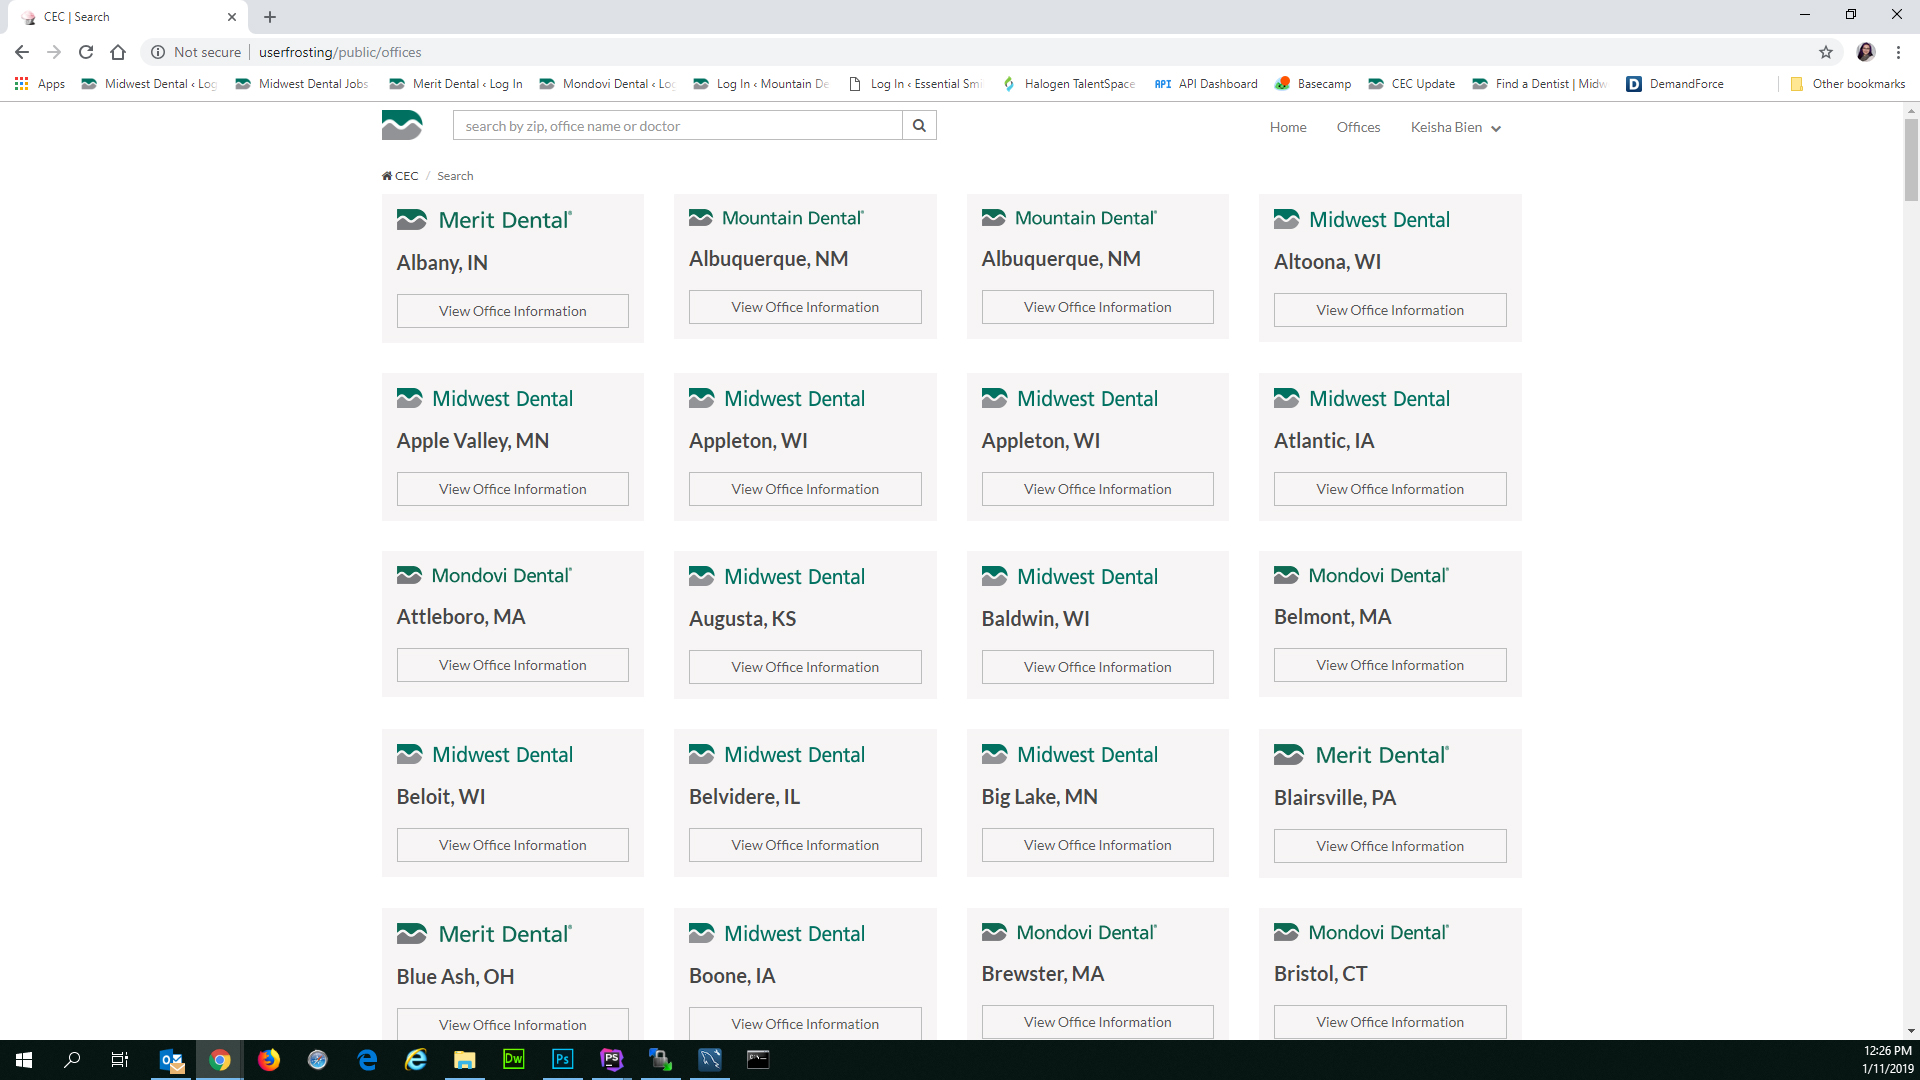 CEC | Search
Not secure | userfrosting/public/offices
Apps Midwest Dental ‹ Log Midwest Dental Jobs Merit Dental ‹ Log In Mondovi Dental ‹ Log Log In ‹ Mountain De Log In ‹ Essential Smi Halogen TalentSpace API API Dashboard Basecamp CEC Update Find a Dentist | Midw D DemandForce Other bookmarks
search by zip, office name or doctor
Home Offices Keisha Bien
CEC / Search
Merit Dental® Mountain Dental® Mountain Dental® Midwest Dental
Albany, IN Albuquerque, NM Albuquerque, NM Altoona, WI
View Office Information View Office Information View Office Information View Office Information
Midwest Dental Midwest Dental Midwest Dental Midwest Dental
Apple Valley, MN Appleton, WI Appleton, WI Atlantic, IA
View Office Information View Office Information View Office Information View Office Information
Mondovi Dental® Midwest Dental Midwest Dental Mondovi Dental®
Attleboro, MA Augusta, KS Baldwin, WI Belmont, MA
View Office Information View Office Information View Office Information View Office Information
Midwest Dental Midwest Dental Midwest Dental Merit Dental®
Beloit, WI Belvidere, IL Big Lake, MN Blairsville, PA
View Office Information View Office Information View Office Information View Office Information
Merit Dental® Midwest Dental Mondovi Dental® Mondovi Dental®
Blue Ash, OH Boone, IA Brewster, MA Bristol, CT
View Office Information View Office Information View Office Information View Office Information
Dw Ps PS
12:26 PM
1/11/2019